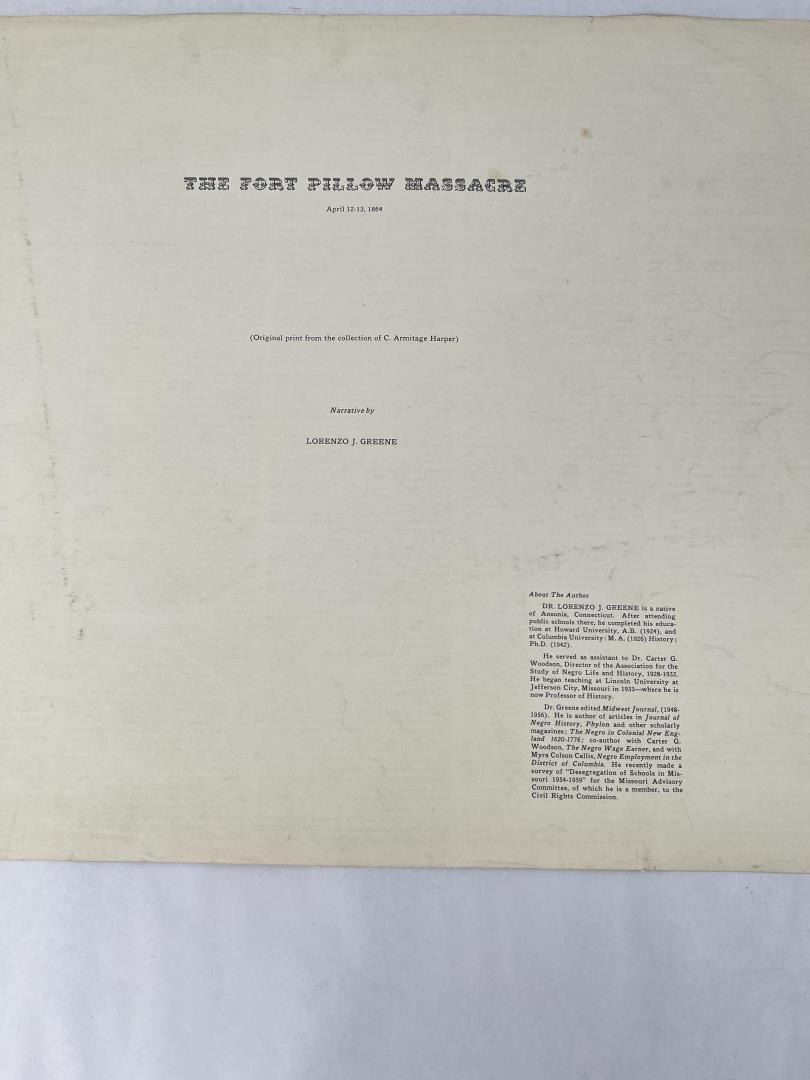 THE FORT PILLOW MASSACRE
April 12-13, 1864
(Original print from the collection of C. Armitage Harper)
Narrative by
LORENZO J. GREENE
About The Author
DR. LORENZO J. GREENE is a native
of Ansonia, Connecticut. After attending
public schools there, he completed his educa-
tion at Howard University, A.B. (1924), and
at Columbia University: M. A. (1926) History;
Ph.D. (1942).
He served as assistant to Dr. Carter G.
Woodson, Director of the Association for the
Study of Negro Life and History, 1928-1932.
He began teaching at Lincoln University at
Jefferson City, Missouri in 1933—where he is
now Professor of History.
Dr. Greene edited Midwest Journal, (1948-
1956). He is author of articles in Journal of
Negro History, Phylon and other scholarly
magazines; The Negro in Colonial New Eng-
land 1620-1776; co-author with Carter G.
Woodson, The Negro Wage Earner, and with
Myra Colson Callis, Negro Employment in the
District of Columbia. He recently made a
survey of "Desegregation of Schools in Mis-
souri 1954-1959" for the Missouri Advisory
Committee, of which he is a member, to the
Civil Rights Commission.